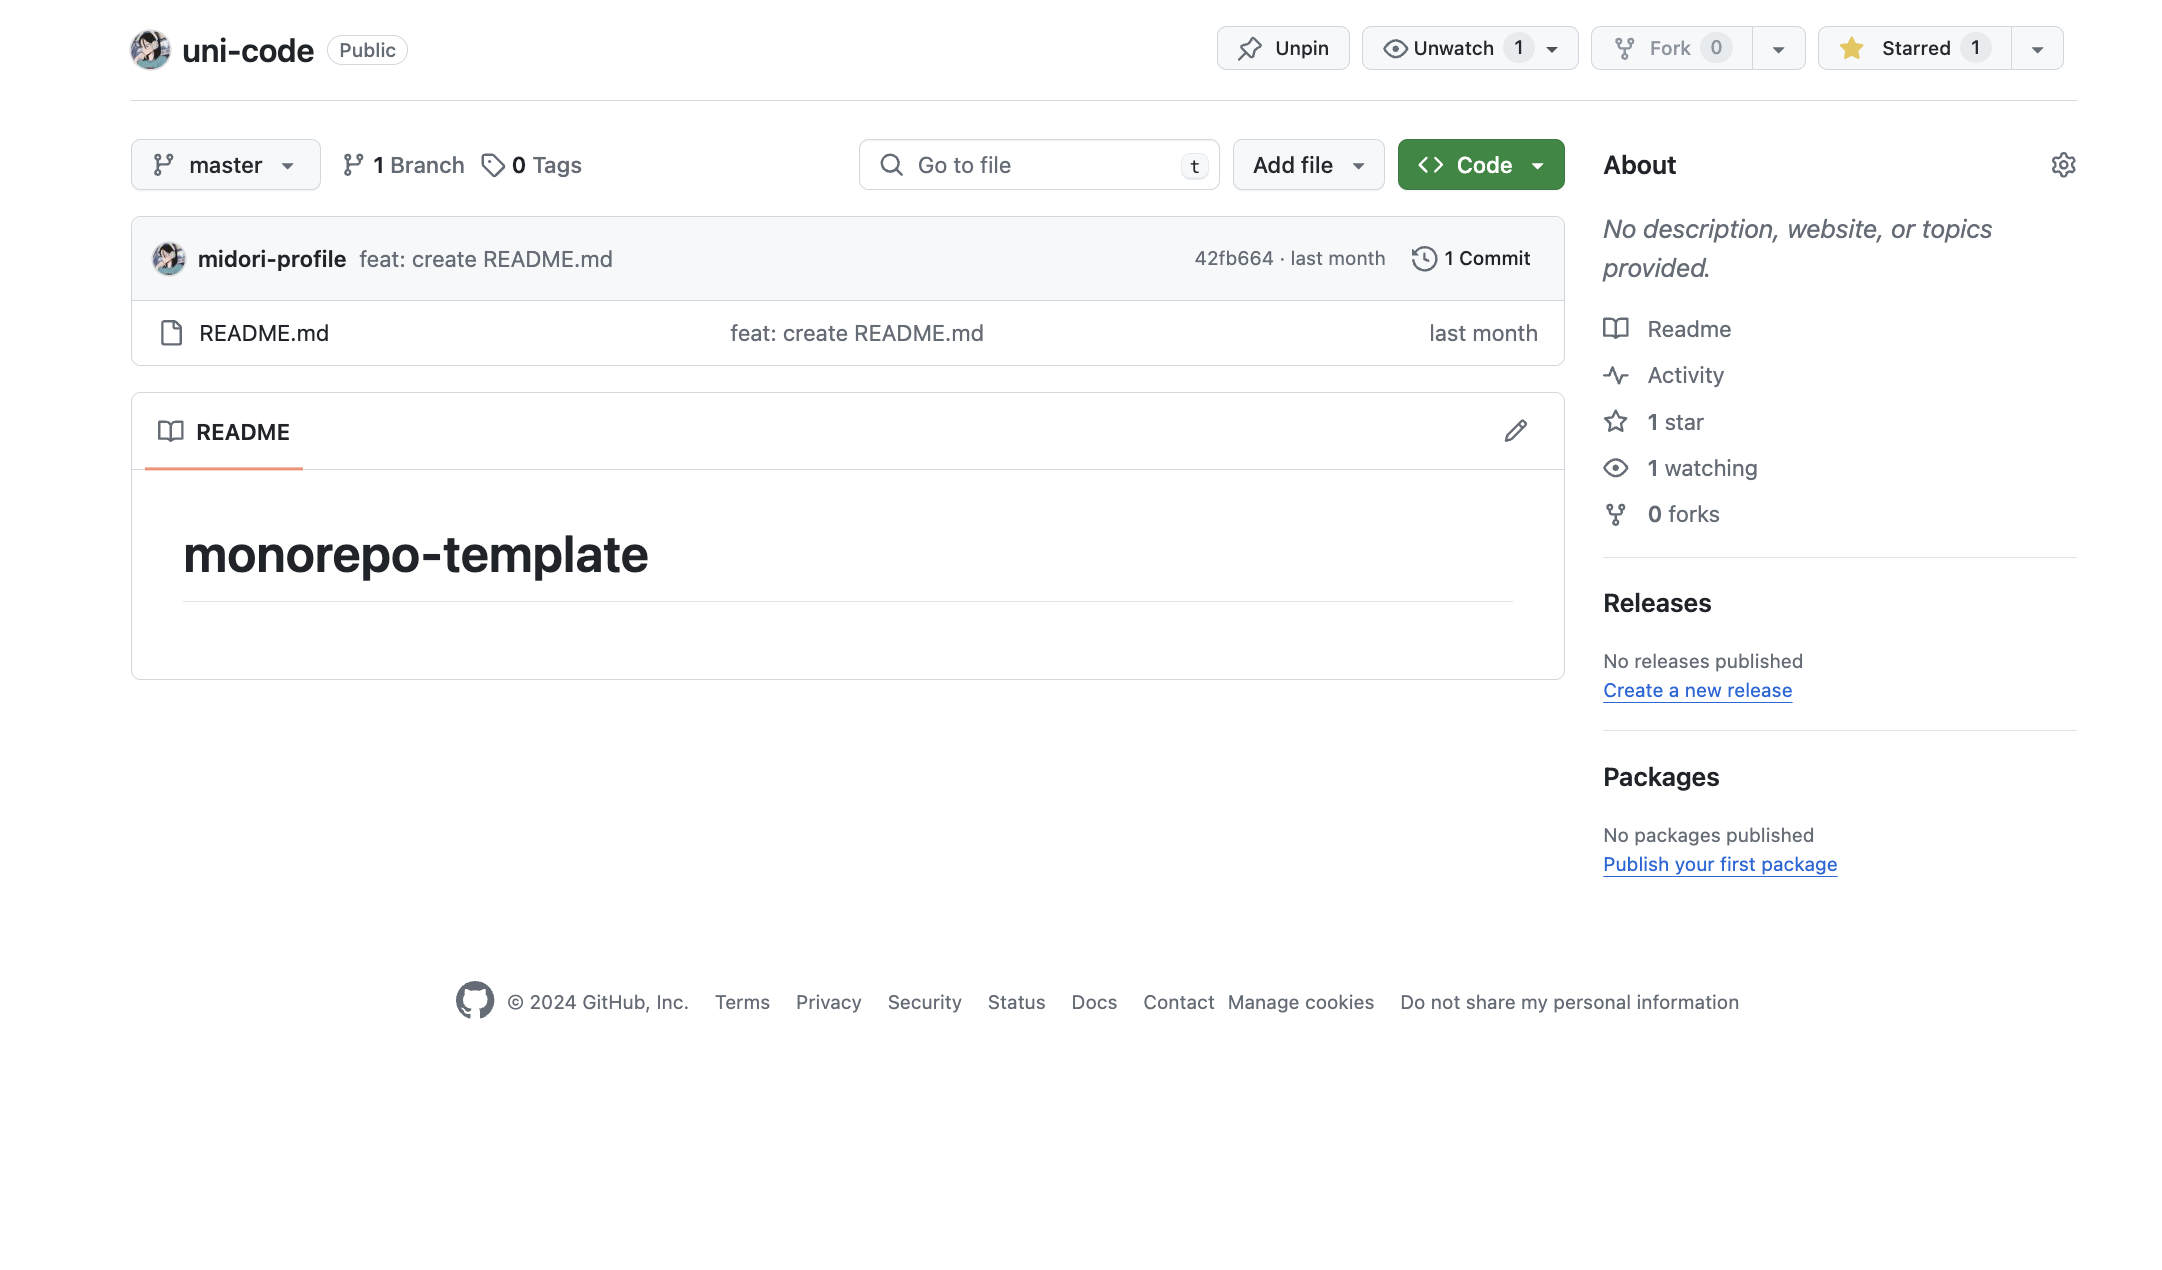 uni-code Public Unpin Unwatch 1 Fork 0 Starred 1
master 1 Branch 0 Tags Go to file t Add file Code
midori-profile feat: create README.md 42fb664 · last month 1 Commit
README.md feat: create README.md last month
README
monorepo-template
About
No description, website, or topics
provided.
Readme
Activity
1 star
1 watching
0 forks
Releases
No releases published
Create a new release
Packages
No packages published
Publish your first package
© 2024 GitHub, Inc. Terms Privacy Security Status Docs Contact Manage cookies Do not share my personal information